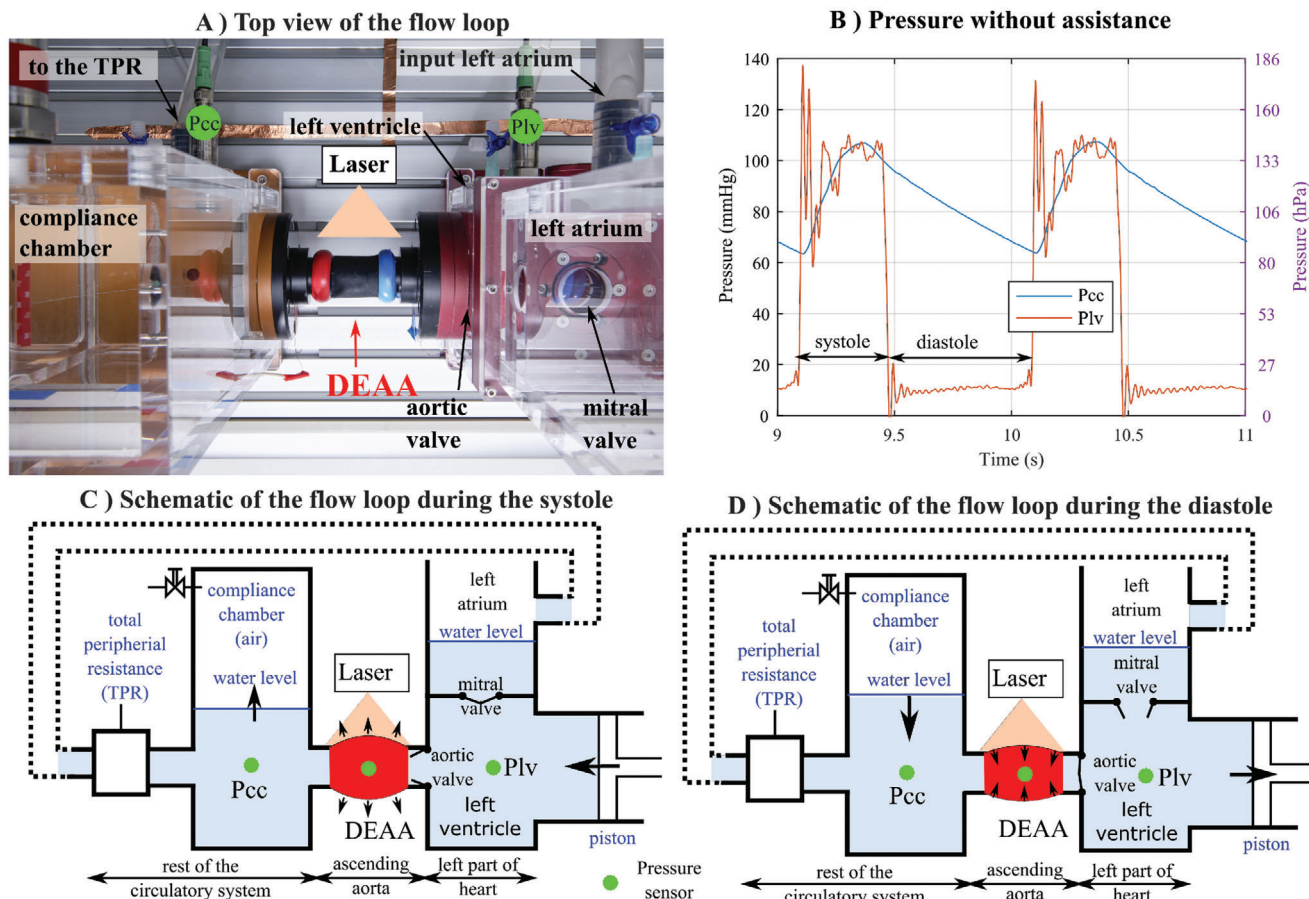 A ) Top view of the flow loop
to the TPR
input left atrium
Pcc
left ventricle
Plv
Laser
compliance
chamber
left atrium
DEAA
aortic
valve
mitral
valve
B ) Pressure without assistance
140
120
100
80
60
40
20
0
Pressure (mmHg)
186
159
133
106
80
53
27
0
Pressure (hPa)
Pcc
Plv
systole
diastole
9
9.5
10
10.5
11
Time (s)
C ) Schematic of the flow loop during the systole
compliance
chamber
(air)
water level
total
peripherial
resistance
(TPR)
Laser
left
atrium
water level
mitral
valve
aortic
valve
Pcc
Plv
DEAA
left
ventricle
piston
rest of the
circulatory system
ascending
aorta
left part of
heart
Pressure
sensor
D ) Schematic of the flow loop during the diastole
compliance
chamber
(air)
water level
total
peripherial
resistance
(TPR)
Laser
left
atrium
water level
mitral
valve
aortic
valve
Pcc
Plv
DEAA
left
ventricle
piston
rest of the
circulatory system
ascending
aorta
left part of
heart